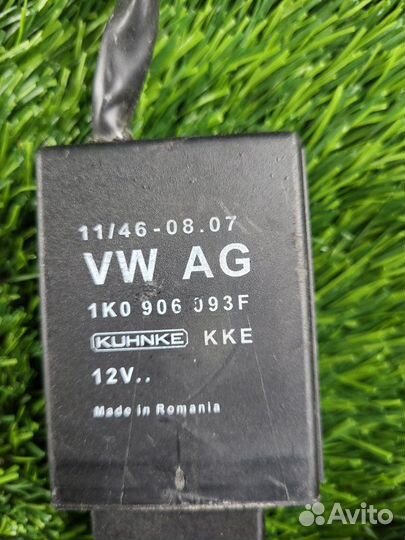 11/46-08.07
VW AG
1K0 906 093F
KUHNKE KKE
12V..
Made in Romania
Avito